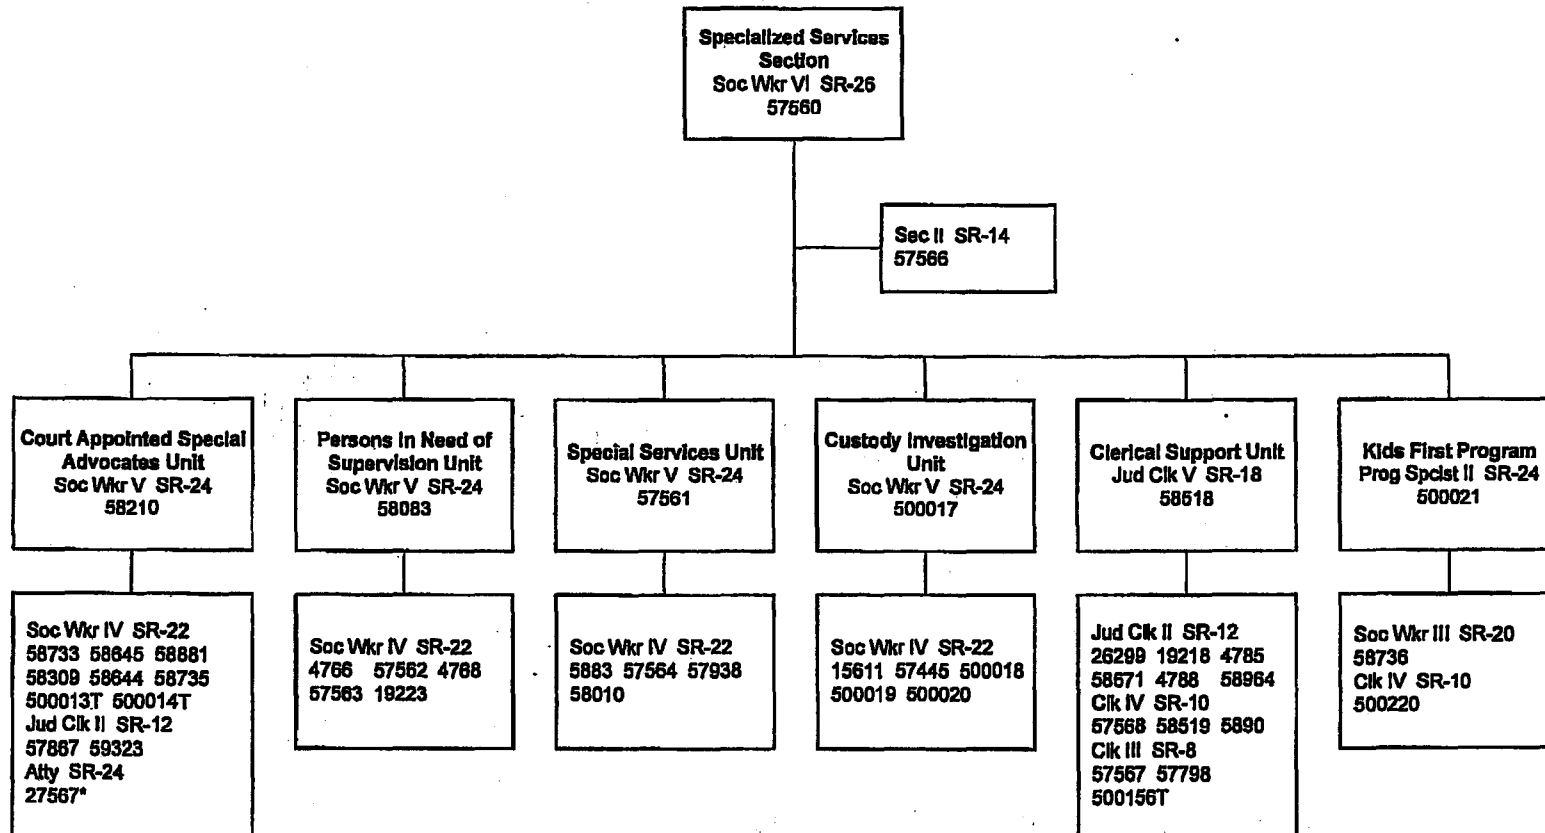 Specialized Services
Section
Soc Wkr VI SR-26
57560
Sec II SR-14
57566
Court Appointed Special
Advocates Unit
Soc Wkr V SR-24
58210
Persons in Need of
Supervision Unit
Soc Wkr V SR-24
58083
Special Services Unit
Soc Wkr V SR-24
57561
Custody Investigation
Unit
Soc Wkr V SR-24
500017
Clerical Support Unit
Jud Clk V SR-18
58518
Kids First Program
Prog Spclst II SR-24
500021
Soc Wkr IV SR-22
58733 58645 58881
58309 58644 58735
500013T 500014T
Jud Clk II SR-12
57867 59323
Atty SR-24
27567*
Soc Wkr IV SR-22
4766 57562 4768
57563 19223
Soc Wkr IV SR-22
5883 57564 57938
58010
Soc Wkr IV SR-22
15611 57445 500018
500019 500020
Jud Clk II SR-12
26299 19218 4785
58671 4788 58964
Clk IV SR-10
57568 58519 5890
Clk III SR-8
57567 57798
500156T
Soc Wkr III SR-20
58736
Clk IV SR-10
500220